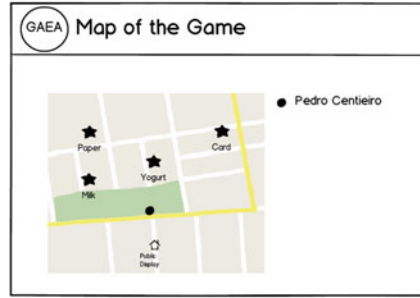 GAEA
Map of the Game
Pedro Centieiro
Paper
Card
Yogurt
Milk
Public
Display